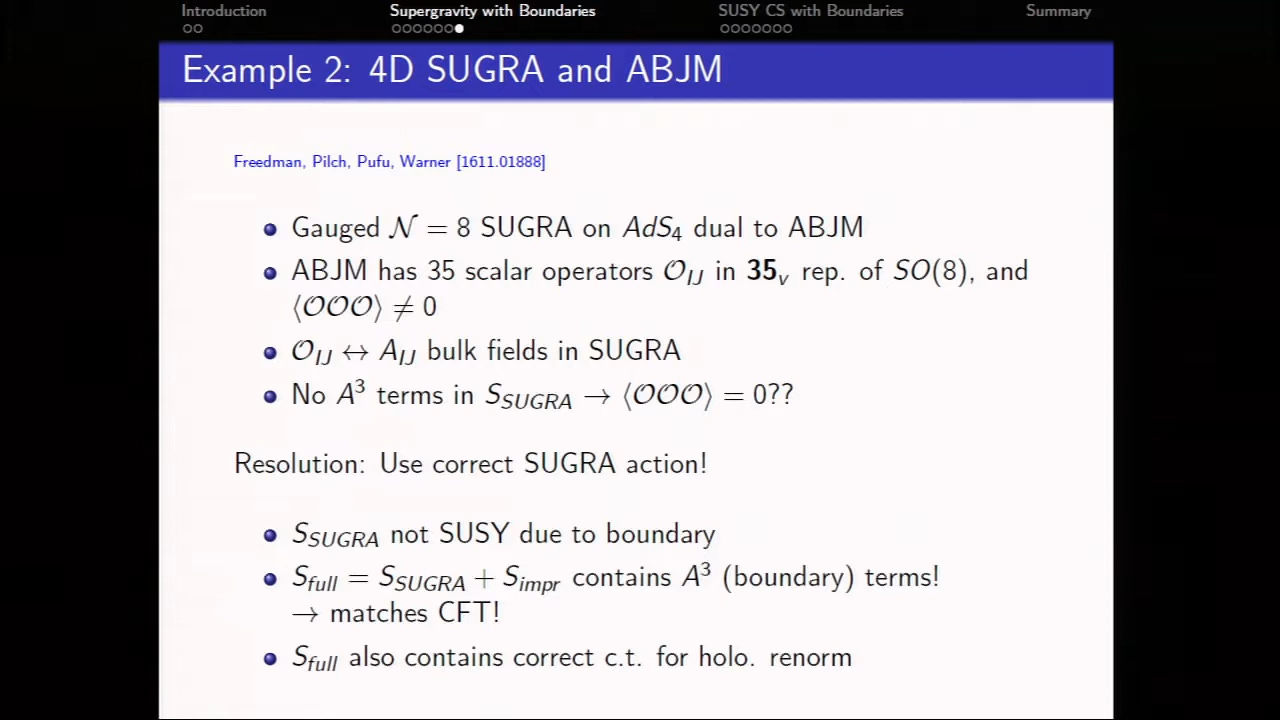 Introduction Supergravity with Boundaries SUSY CS with Boundaries Summary
Example 2: 4D SUGRA and ABJM
Freedman, Pilch, Pufu, Warner [1611.01888]
Gauged 𝒩 = 8 SUGRA on AdS₄ dual to ABJM
ABJM has 35 scalar operators 𝒪_IJ in 35_v rep. of SO(8), and
⟨𝒪𝒪𝒪⟩ ≠ 0
𝒪_IJ ↔ A_IJ bulk fields in SUGRA
No A³ terms in S_SUGRA → ⟨𝒪𝒪𝒪⟩ = 0??
Resolution: Use correct SUGRA action!
S_SUGRA not SUSY due to boundary
S_full = S_SUGRA + S_impr contains A³ (boundary) terms!
→ matches CFT!
S_full also contains correct c.t. for holo. renorm